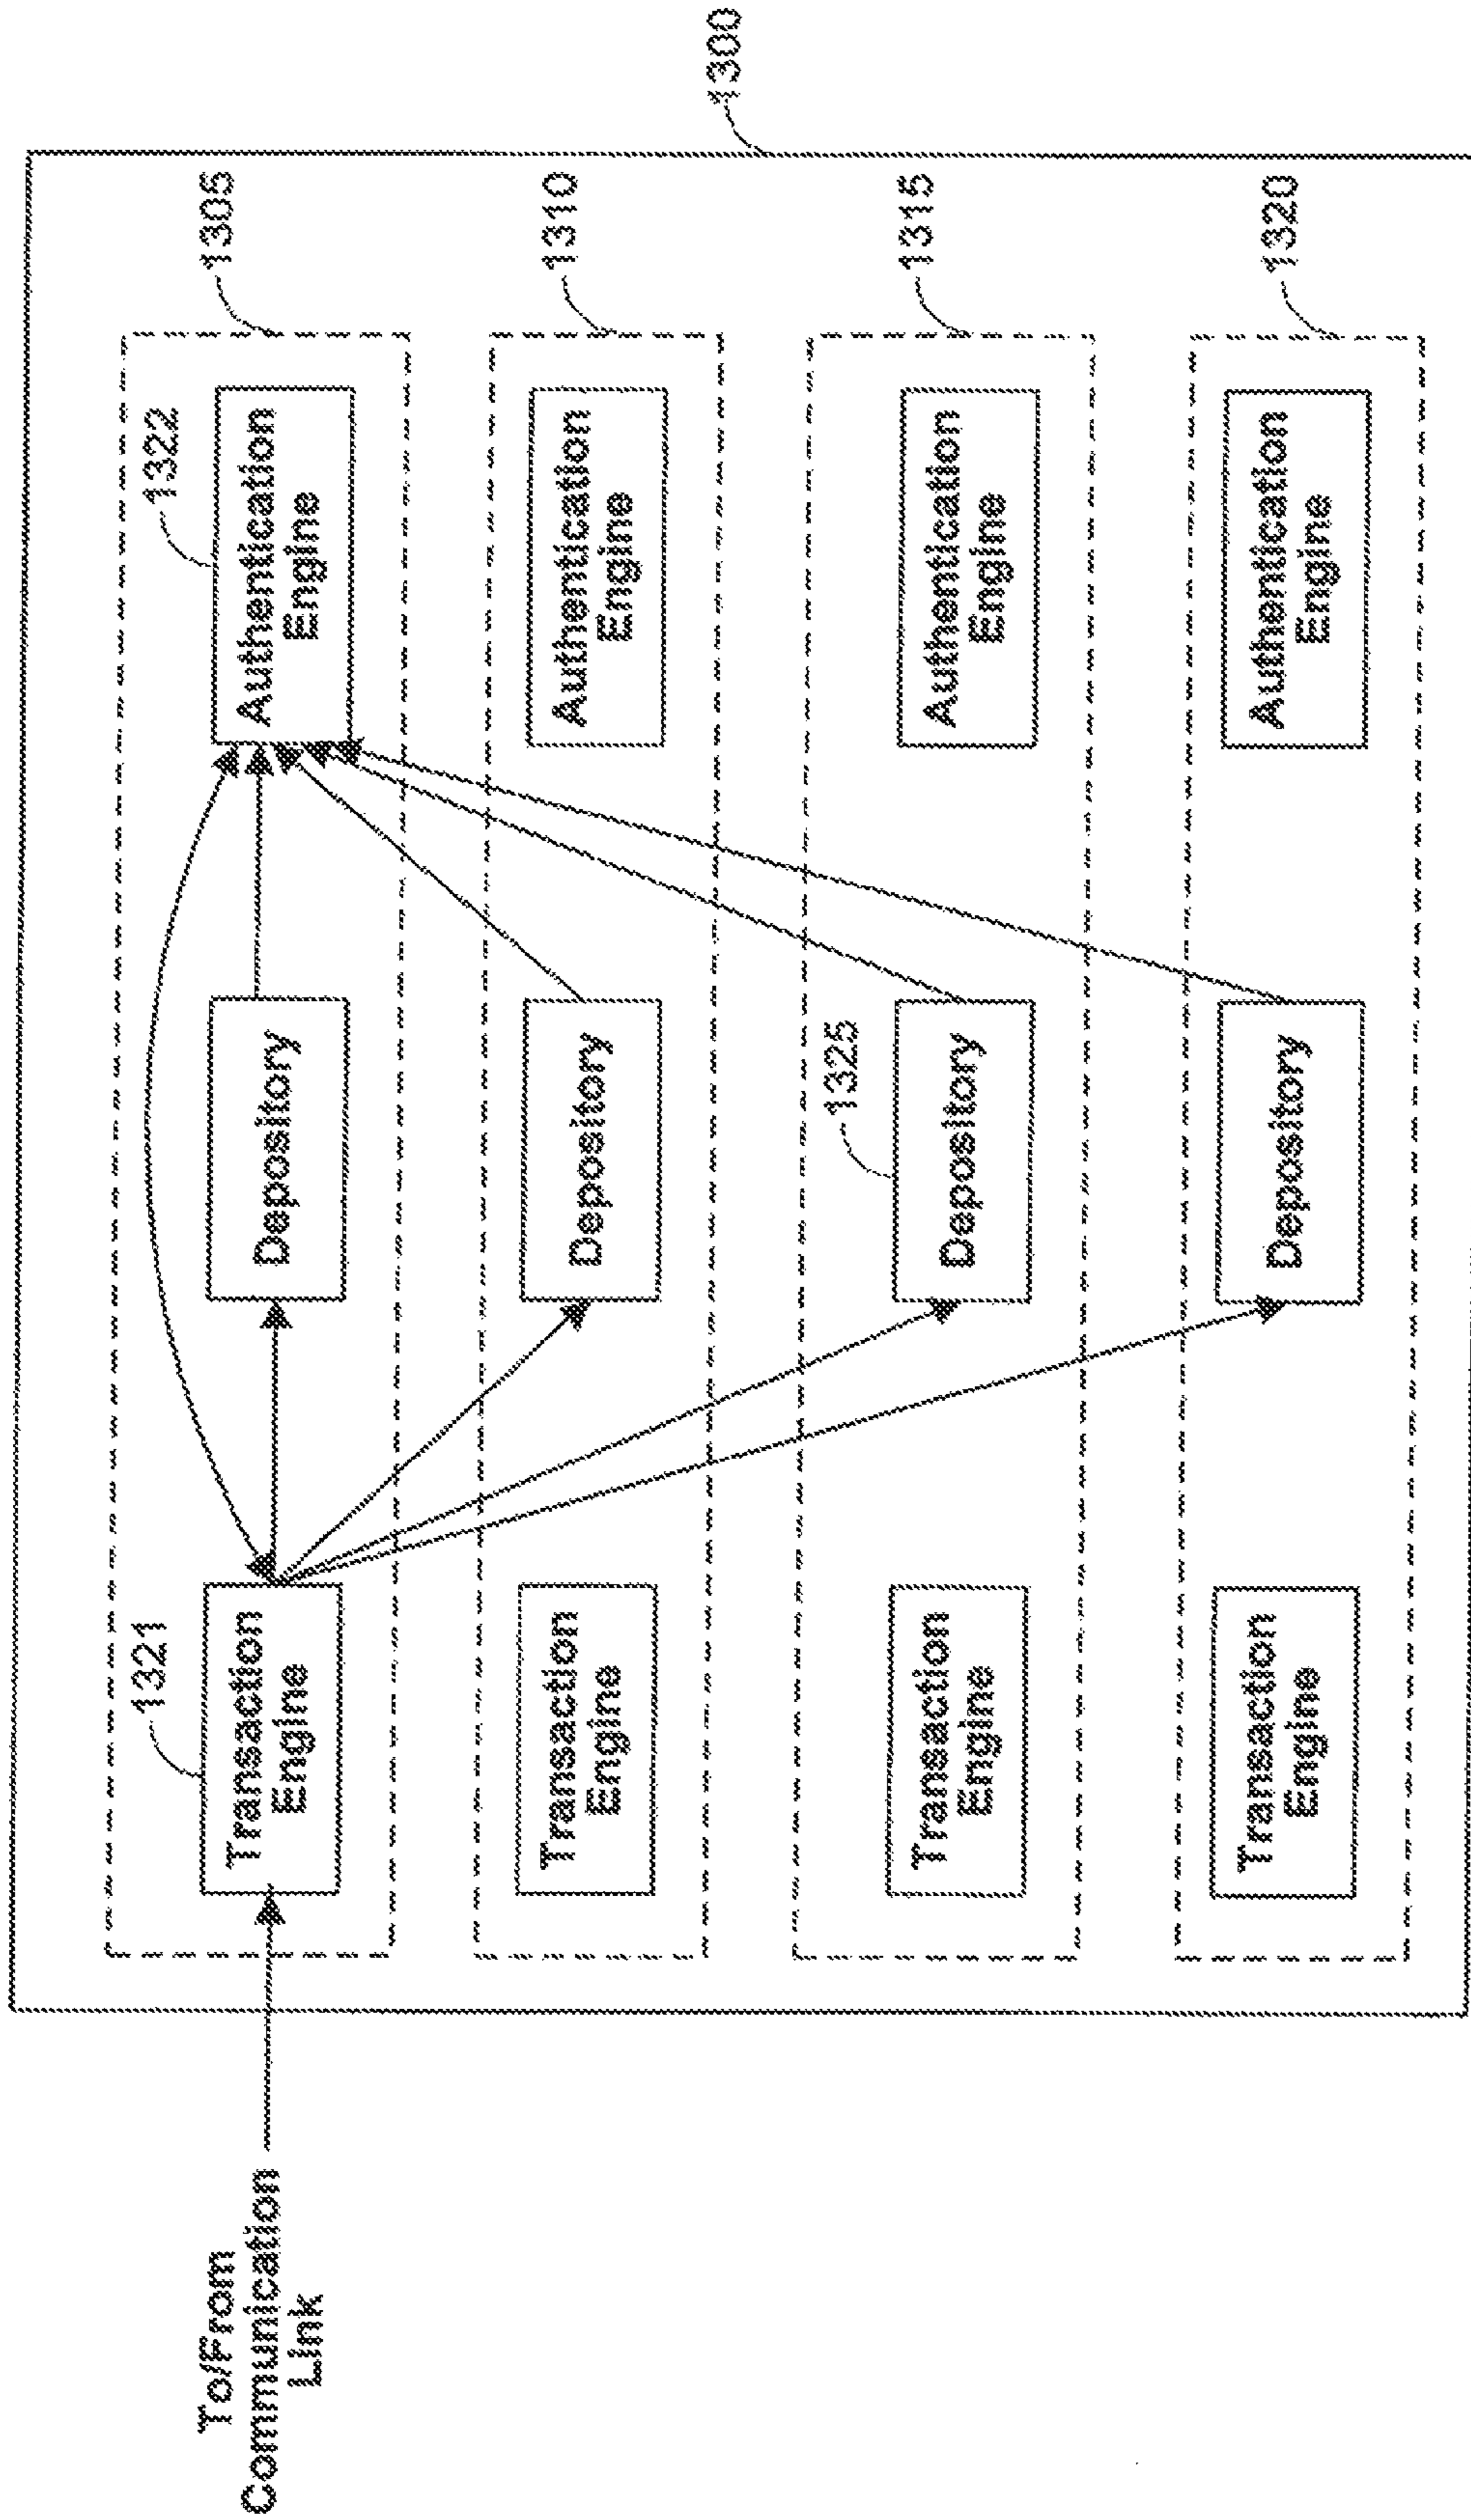 1300
1305
1322
Authentication
Engine
Depository
1321
Transaction
Engine
To/From
Communication
Link
1310
Authentication
Engine
Depository
Transaction
Engine
1315
Authentication
Engine
1325
Depository
Transaction
Engine
1320
Authentication
Engine
Depository
Transaction
Engine